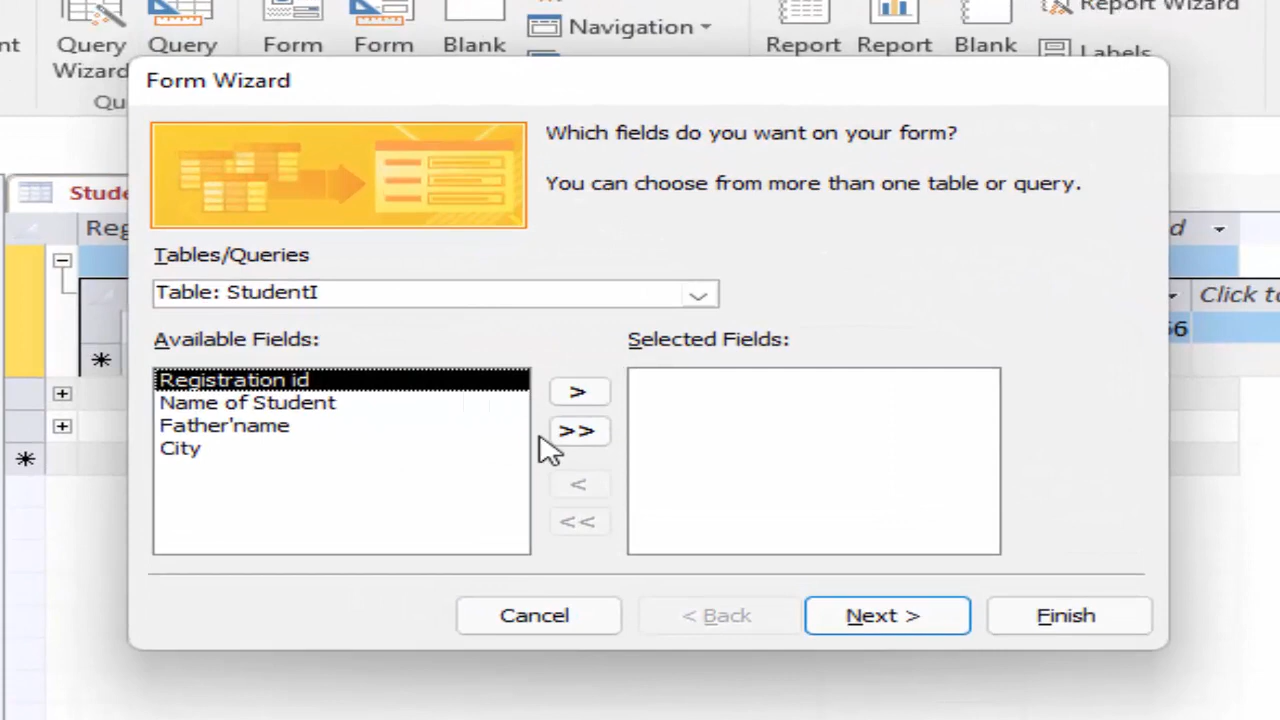 Report Wizard
Navigation
Query Query Form Form Blank Report Report Blank
Labels
Wizard
Form Wizard
Which fields do you want on your form?
You can choose from more than one table or query.
Tables/Queries
Table: StudentI
Available Fields:
Selected Fields:
Registration id
Name of Student
Father'name
City
>
>>
<
<<
Cancel
< Back
Next >
Finish
Click to